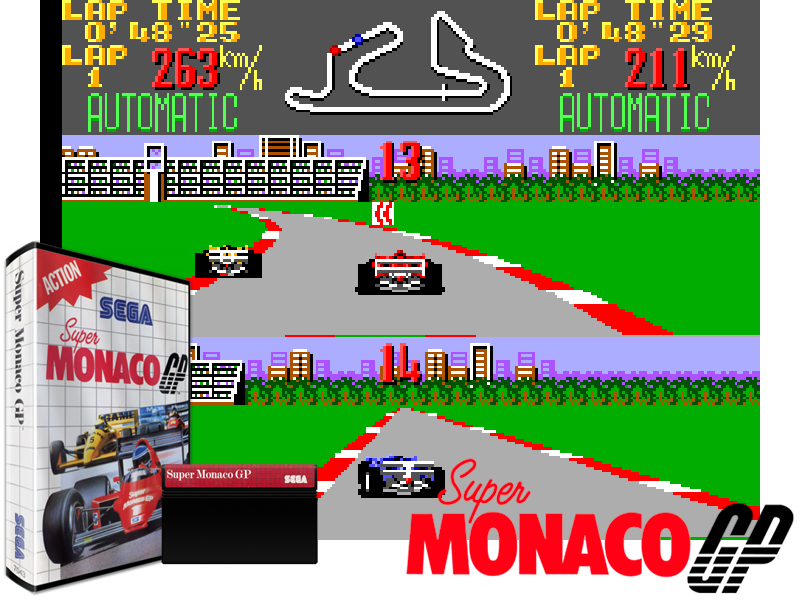 LAP TIME
0'48"25
LAP
1
263 km/h
AUTOMATIC
LAP TIME
0'48"29
LAP
1
211 km/h
AUTOMATIC
13
14
ACTION
SEGA
Super
MONACO GP
Super Monaco GP
SEGA
7043
GAME
Super Monaco GP
SEGA
Super
MONACO GP